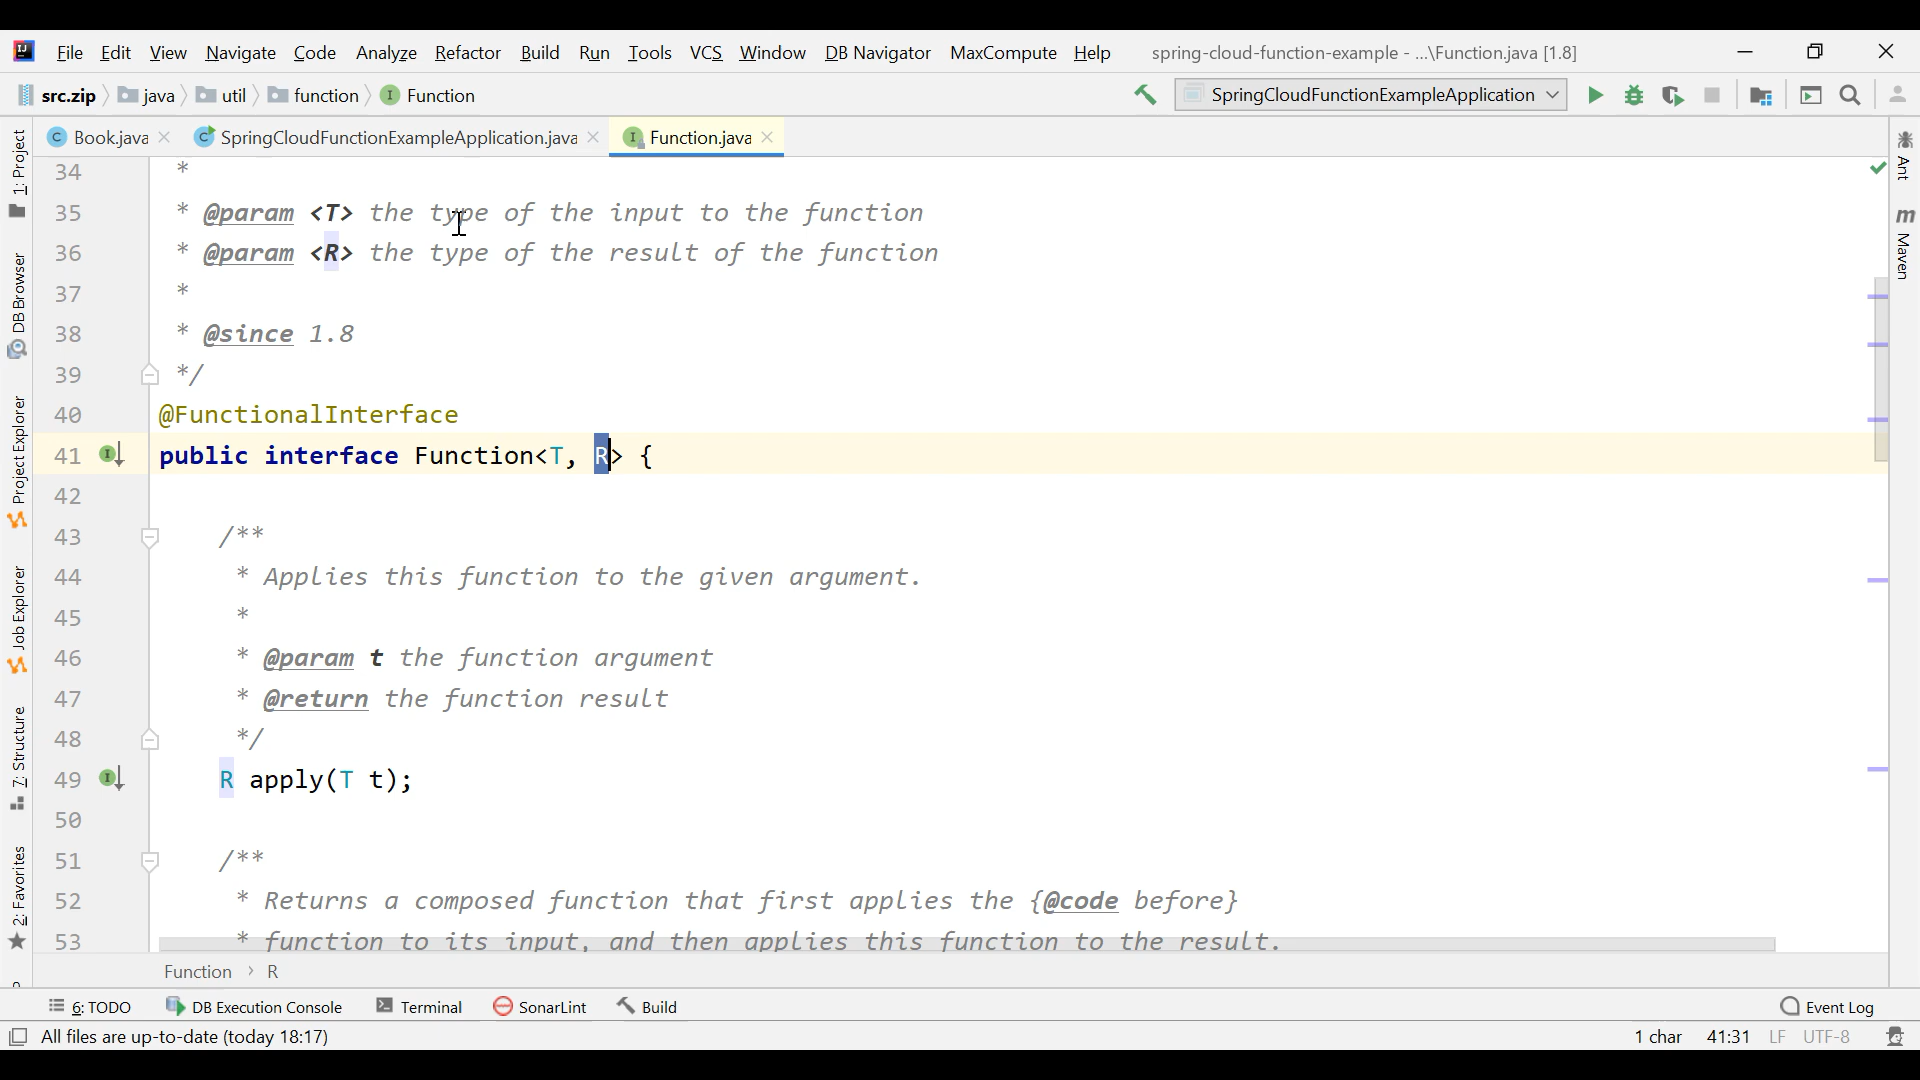 File Edit View Navigate Code Analyze Refactor Build Run Tools VCS Window DB Navigator MaxCompute Help spring-cloud-function-example - ...\Function.java [1.8]
src.zip java util function Function SpringCloudFunctionExampleApplication
Book.java SpringCloudFunctionExampleApplication.java Function.java
1: Project
DB Browser
Project Explorer
Job Explorer
7: Structure
2: Favorites
Ant
Maven
34 *
35 * @param <T> the type of the input to the function
36 * @param <R> the type of the result of the function
37 *
38 * @since 1.8
39 */
40 @FunctionalInterface
41 public interface Function<T, R> {
42
43 /**
44 * Applies this function to the given argument.
45 *
46 * @param t the function argument
47 * @return the function result
48 */
49 R apply(T t);
50
51 /**
52 * Returns a composed function that first applies the {@code before}
53 * function to its input, and then applies this function to the result.
Function > R
6: TODO DB Execution Console Terminal SonarLint Build Event Log
All files are up-to-date (today 18:17) 1 char 41:31 LF UTF-8